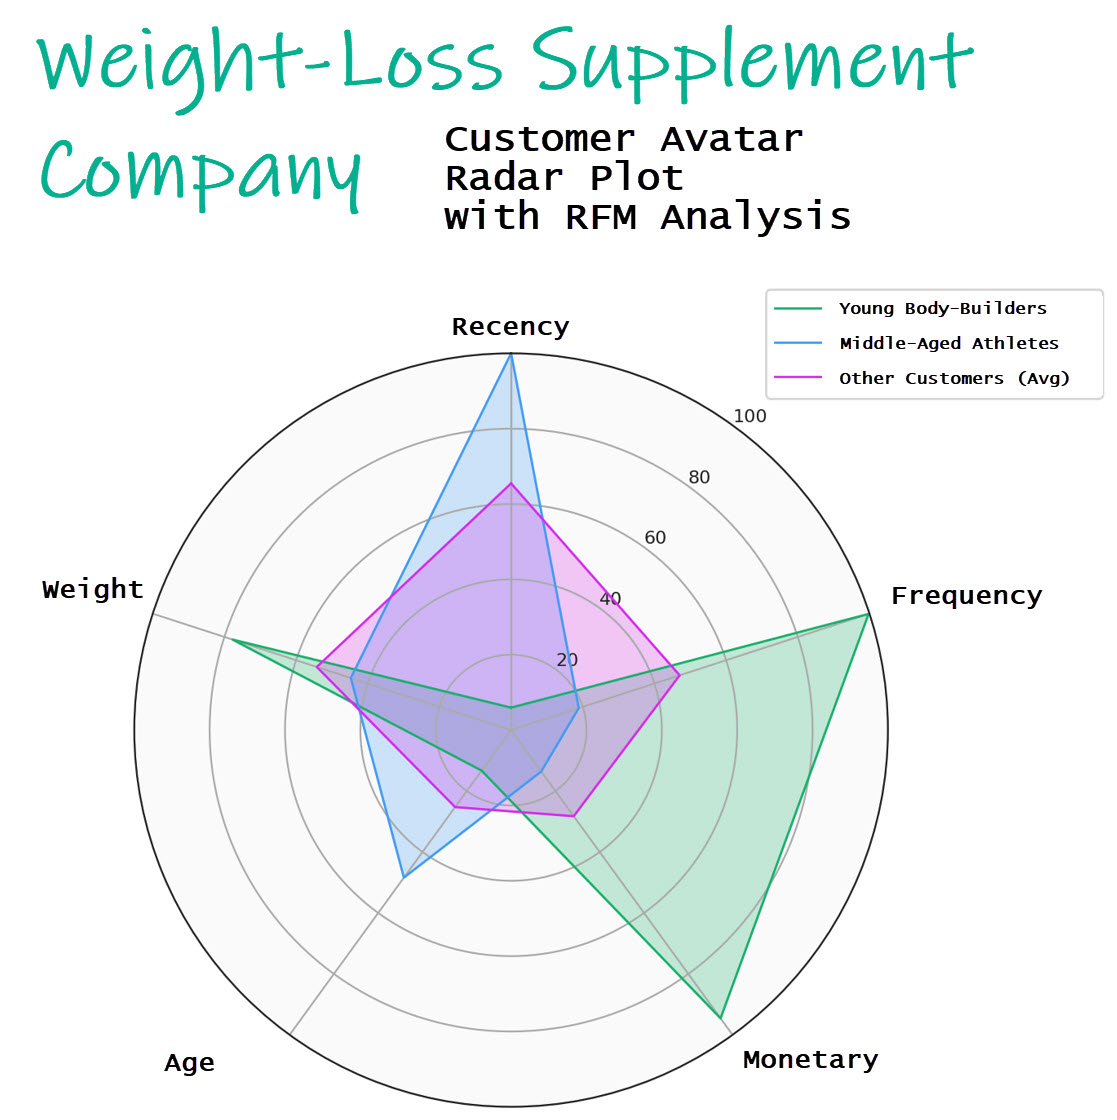 Weight-Loss Supplement
Company
Customer Avatar
Radar Plot
with RFM Analysis
Young Body-Builders
Middle-Aged Athletes
Other Customers (Avg)
Recency
100
80
60
40
20
Weight
Frequency
Age
Monetary